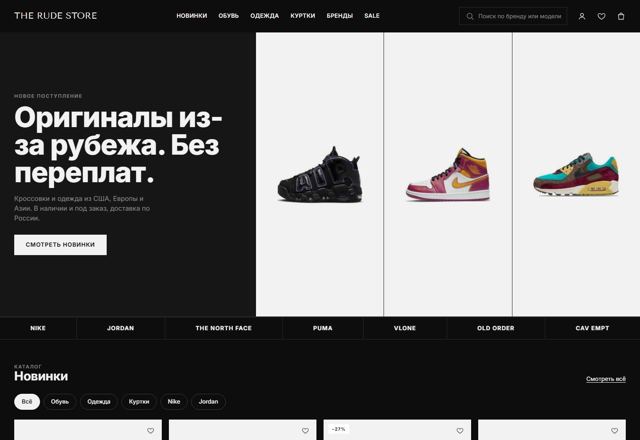 THE RUDE STORE
НОВИНКИ ОБУВЬ ОДЕЖДА КУРТКИ БРЕНДЫ SALE
Поиск по бренду или модели
НОВОЕ ПОСТУПЛЕНИЕ
Оригиналы из-
за рубежа. Без
переплат.
Кроссовки и одежда из США, Европы и
Азии. В наличии и под заказ, доставка по
России.
СМОТРЕТЬ НОВИНКИ
NIKE JORDAN THE NORTH FACE PUMA VLONE OLD ORDER CAV EMPT
КАТАЛОГ
Новинки
Смотреть всё
Всё Обувь Одежда Куртки Nike Jordan
-27%